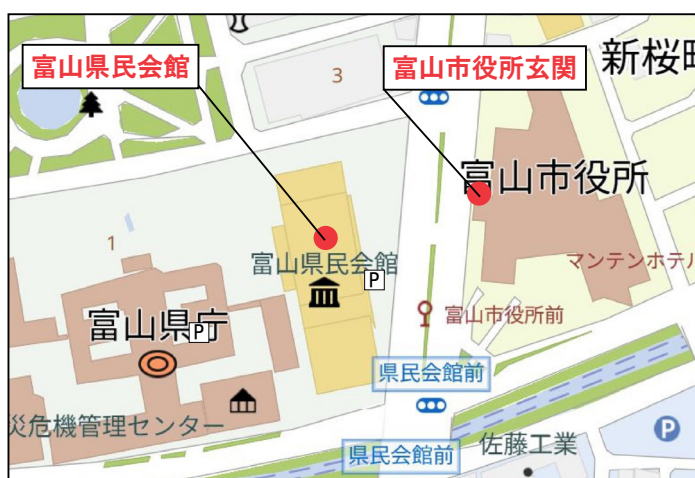 富山県民会館
富山市役所玄関
新桜町
3
富山市役所
1
富山県民会館
P
マンテンホテル
富山県庁
P
富山市役所前
県民会館前
災危機管理センター
佐藤工業
P
県民会館前